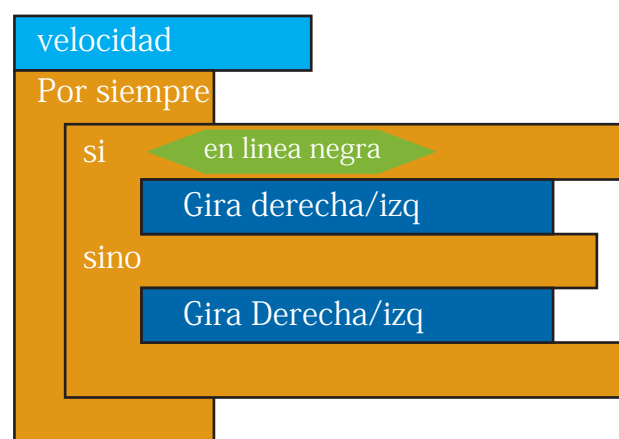 velocidad
Por siempre
si en linea negra
Gira derecha/izq
sino
Gira Derecha/izq